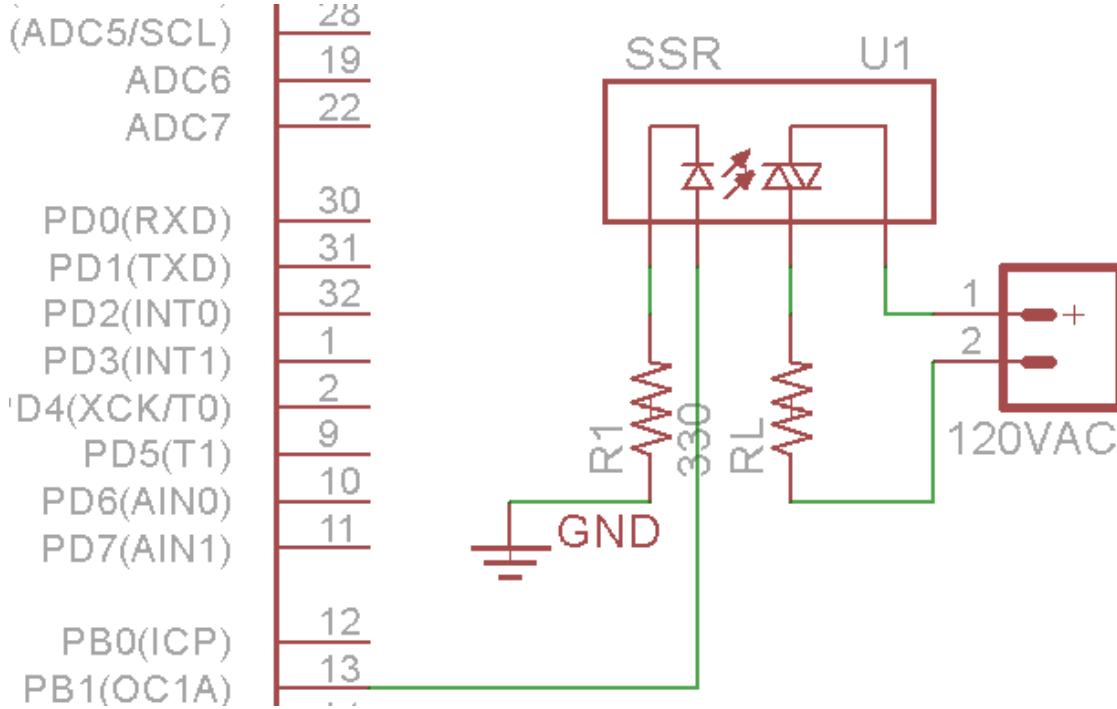 (ADC5/SCL) 28
ADC6 19
ADC7 22
PD0(RXD) 30
PD1(TXD) 31
PD2(INT0) 32
PD3(INT1) 1
PD4(XCK/T0) 2
PD5(T1) 9
PD6(AIN0) 10
PD7(AIN1) 11
PB0(ICP) 12
PB1(OC1A) 13
SSR U1
R1
330
RL
GND
1 +
2
120VAC